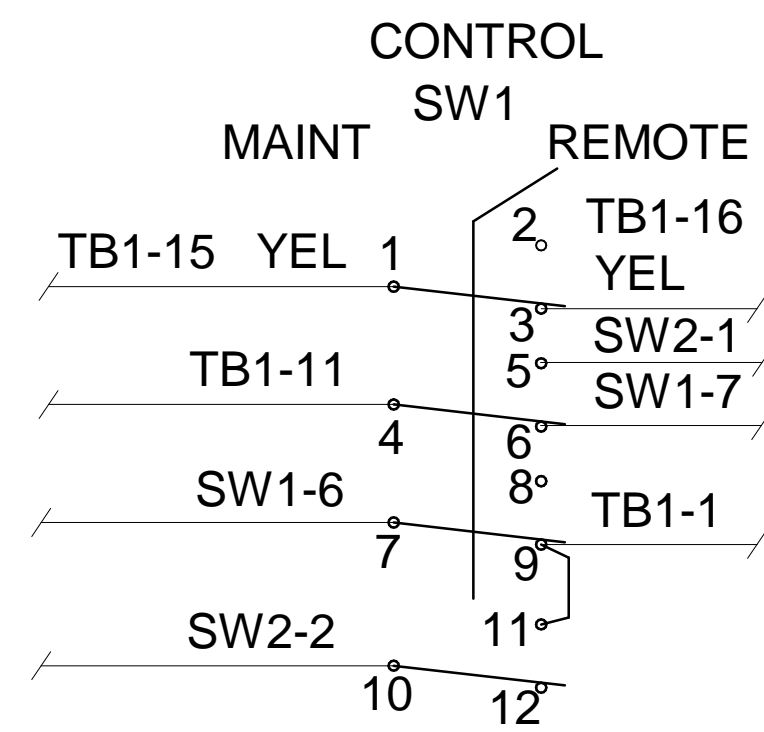 CONTROL
SW1
MAINT REMOTE
2 TB1-16
TB1-15 YEL 1 YEL
3 SW2-1
TB1-11 5 SW1-7
4 6
SW1-6 8 TB1-1
7 9
SW2-2 11
10 12